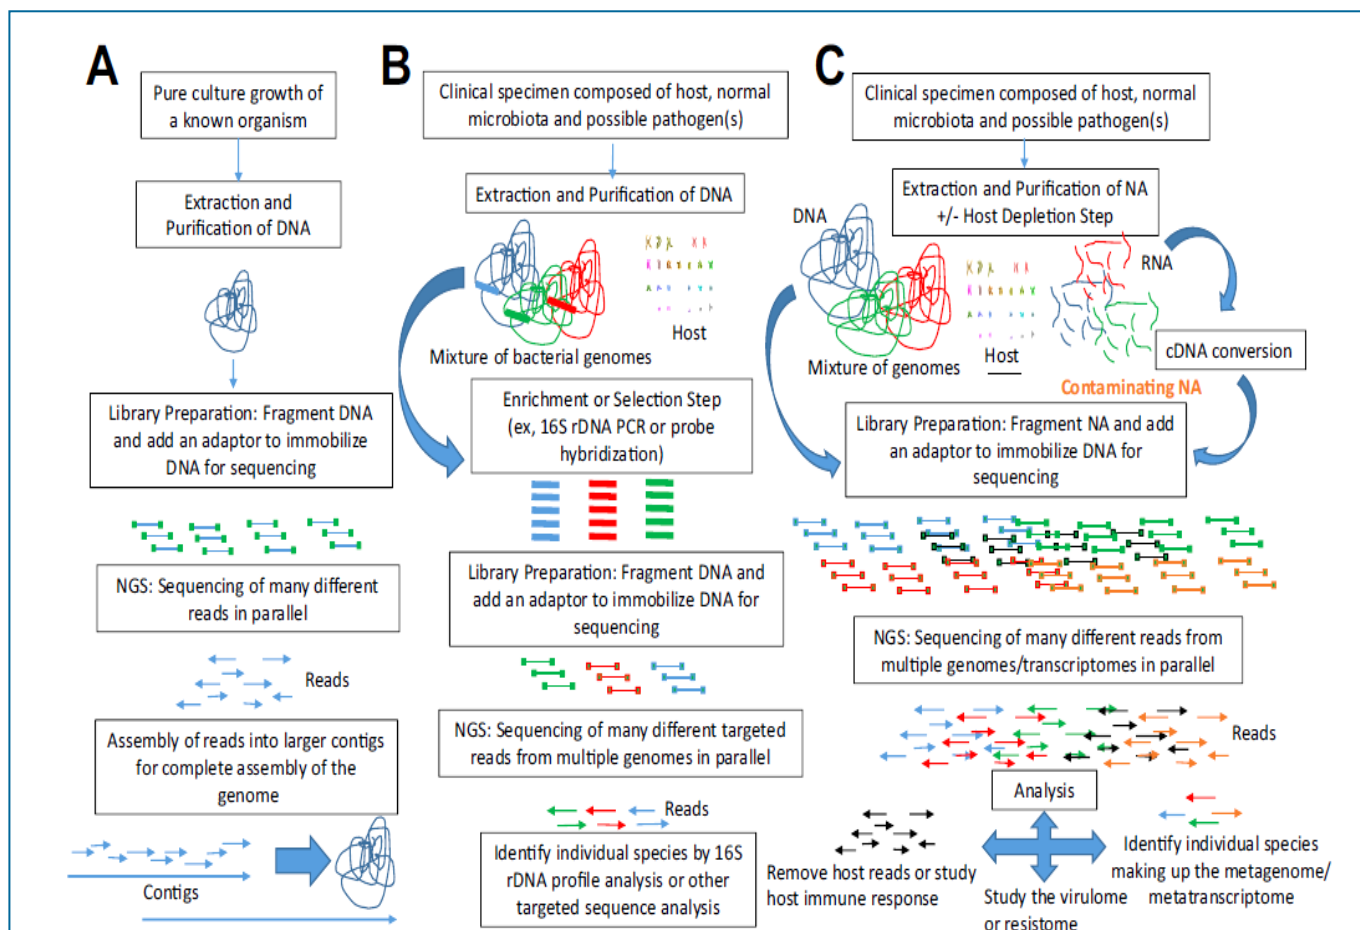 A
Pure culture growth of
a known organism
Extraction and
Purification of DNA
Library Preparation: Fragment DNA
and add an adaptor to immobilize
DNA for sequencing
NGS: Sequencing of many different
reads in parallel
Reads
Assembly of reads into larger contigs
for complete assembly of the
genome
Contigs
B
Clinical specimen composed of host, normal
microbiota and possible pathogen(s)
Extraction and Purification of DNA
Host
Mixture of bacterial genomes
Enrichment or Selection Step
(ex, 16S rDNA PCR or probe
hybridization)
Library Preparation: Fragment DNA and
add an adaptor to immobilize DNA for
sequencing
NGS: Sequencing of many different targeted
reads from multiple genomes in parallel
Reads
Identify individual species by 16S
rDNA profile analysis or other
targeted sequence analysis
C
Clinical specimen composed of host, normal
microbiota and possible pathogen(s)
Extraction and Purification of NA
+/- Host Depletion Step
DNA
RNA
cDNA conversion
Mixture of genomes
Host
Contaminating NA
Library Preparation: Fragment NA and add
an adaptor to immobilize DNA for
sequencing
NGS: Sequencing of many different reads from
multiple genomes/transcriptomes in parallel
Reads
Analysis
Remove host reads or study
host immune response
Study the virulome
or resistome
Identify individual species
making up the metagenome/
metatranscriptome